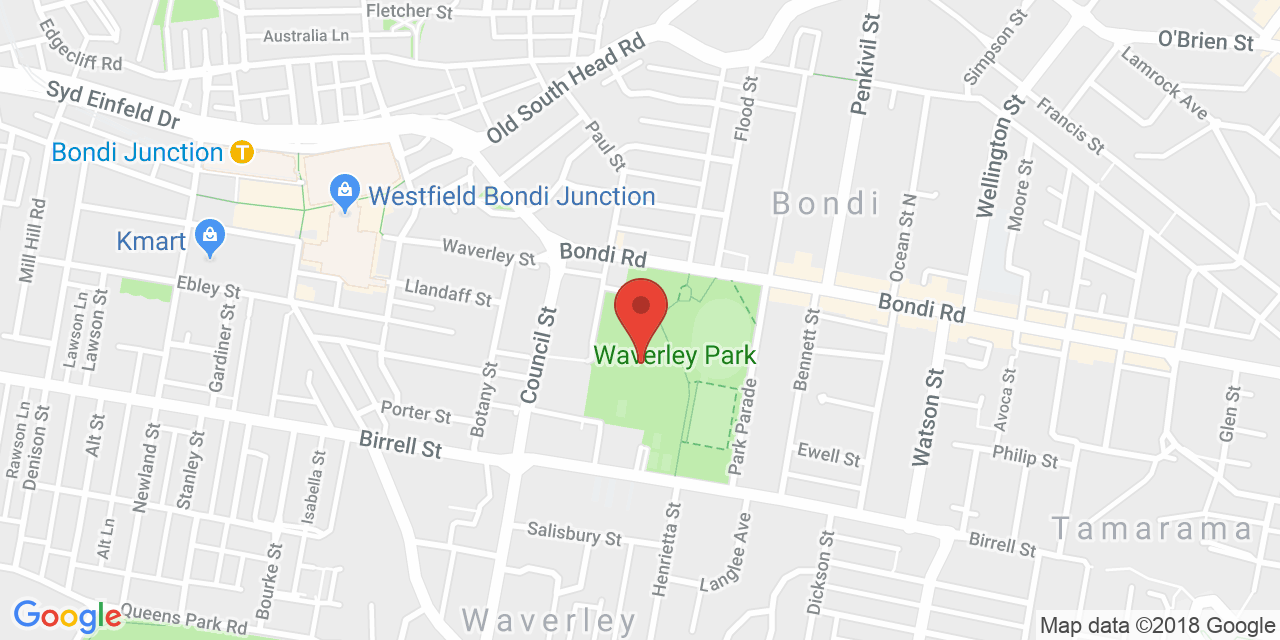 Fletcher St
Australia Ln
Edgecliff Rd
Syd Einfeld Dr
Old South Head Rd
Paul St
Flood St
Penkivil St
Simpson St
O'Brien St
Lamrock Ave
Francis St
Wellington St
Moore St
Bondi Junction
T
Westfield Bondi Junction
Kmart
Mill Hill Rd
Bondi
Ocean St N
Waverley St
Bondi Rd
Ebley St
Llandaff St
Council St
Bondi Rd
Lawson Ln
Lawson St
Gardiner St
Waverley Park
Bennett St
Botany St
Porter St
Birrell St
Park Parade
Watson St
Avoca St
Glen St
Rawson Ln
Denison St
Alt St
Newland St
Stanley St
Isabella St
Ewell St
Philip St
Alt Ln
Bourke St
Salisbury St
Henrietta St
Langlee Ave
Dickson St
Birrell St
Tamarama
Queens Park Rd
Waverley
Google
Map data ©2018 Google